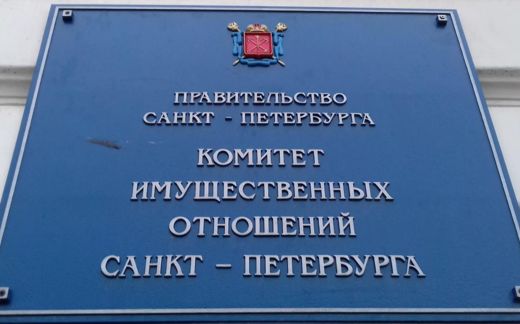 ПРАВИТЕЛЬСТВО
САНКТ - ПЕТЕРБУРГА
КОМИТЕТ
ИМУЩЕСТВЕННЫХ
ОТНОШЕНИЙ
САНКТ - ПЕТЕРБУРГА